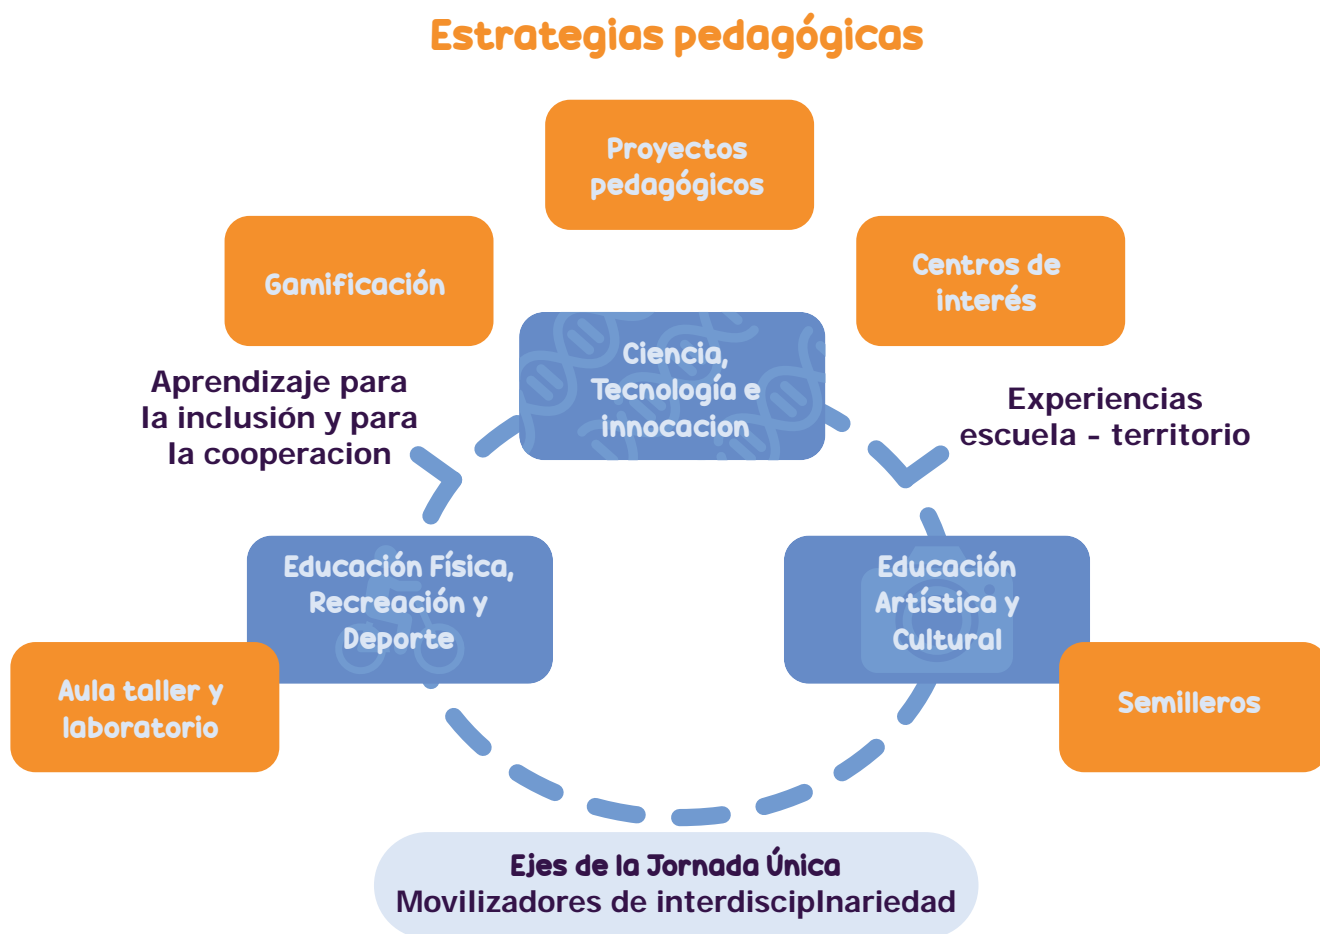 Estrategias pedagógicas
Proyectos
pedagógicos
Gamificación
Centros de
interés
Ciencia,
Tecnología e
innocacion
Aprendizaje para
la inclusión y para
la cooperacion
Experiencias
escuela - territorio
Educación Física,
Recreación y
Deporte
Educación
Artística y
Cultural
Aula taller y
laboratorio
Semilleros
Ejes de la Jornada Única
Movilizadores de interdisciplnariedad